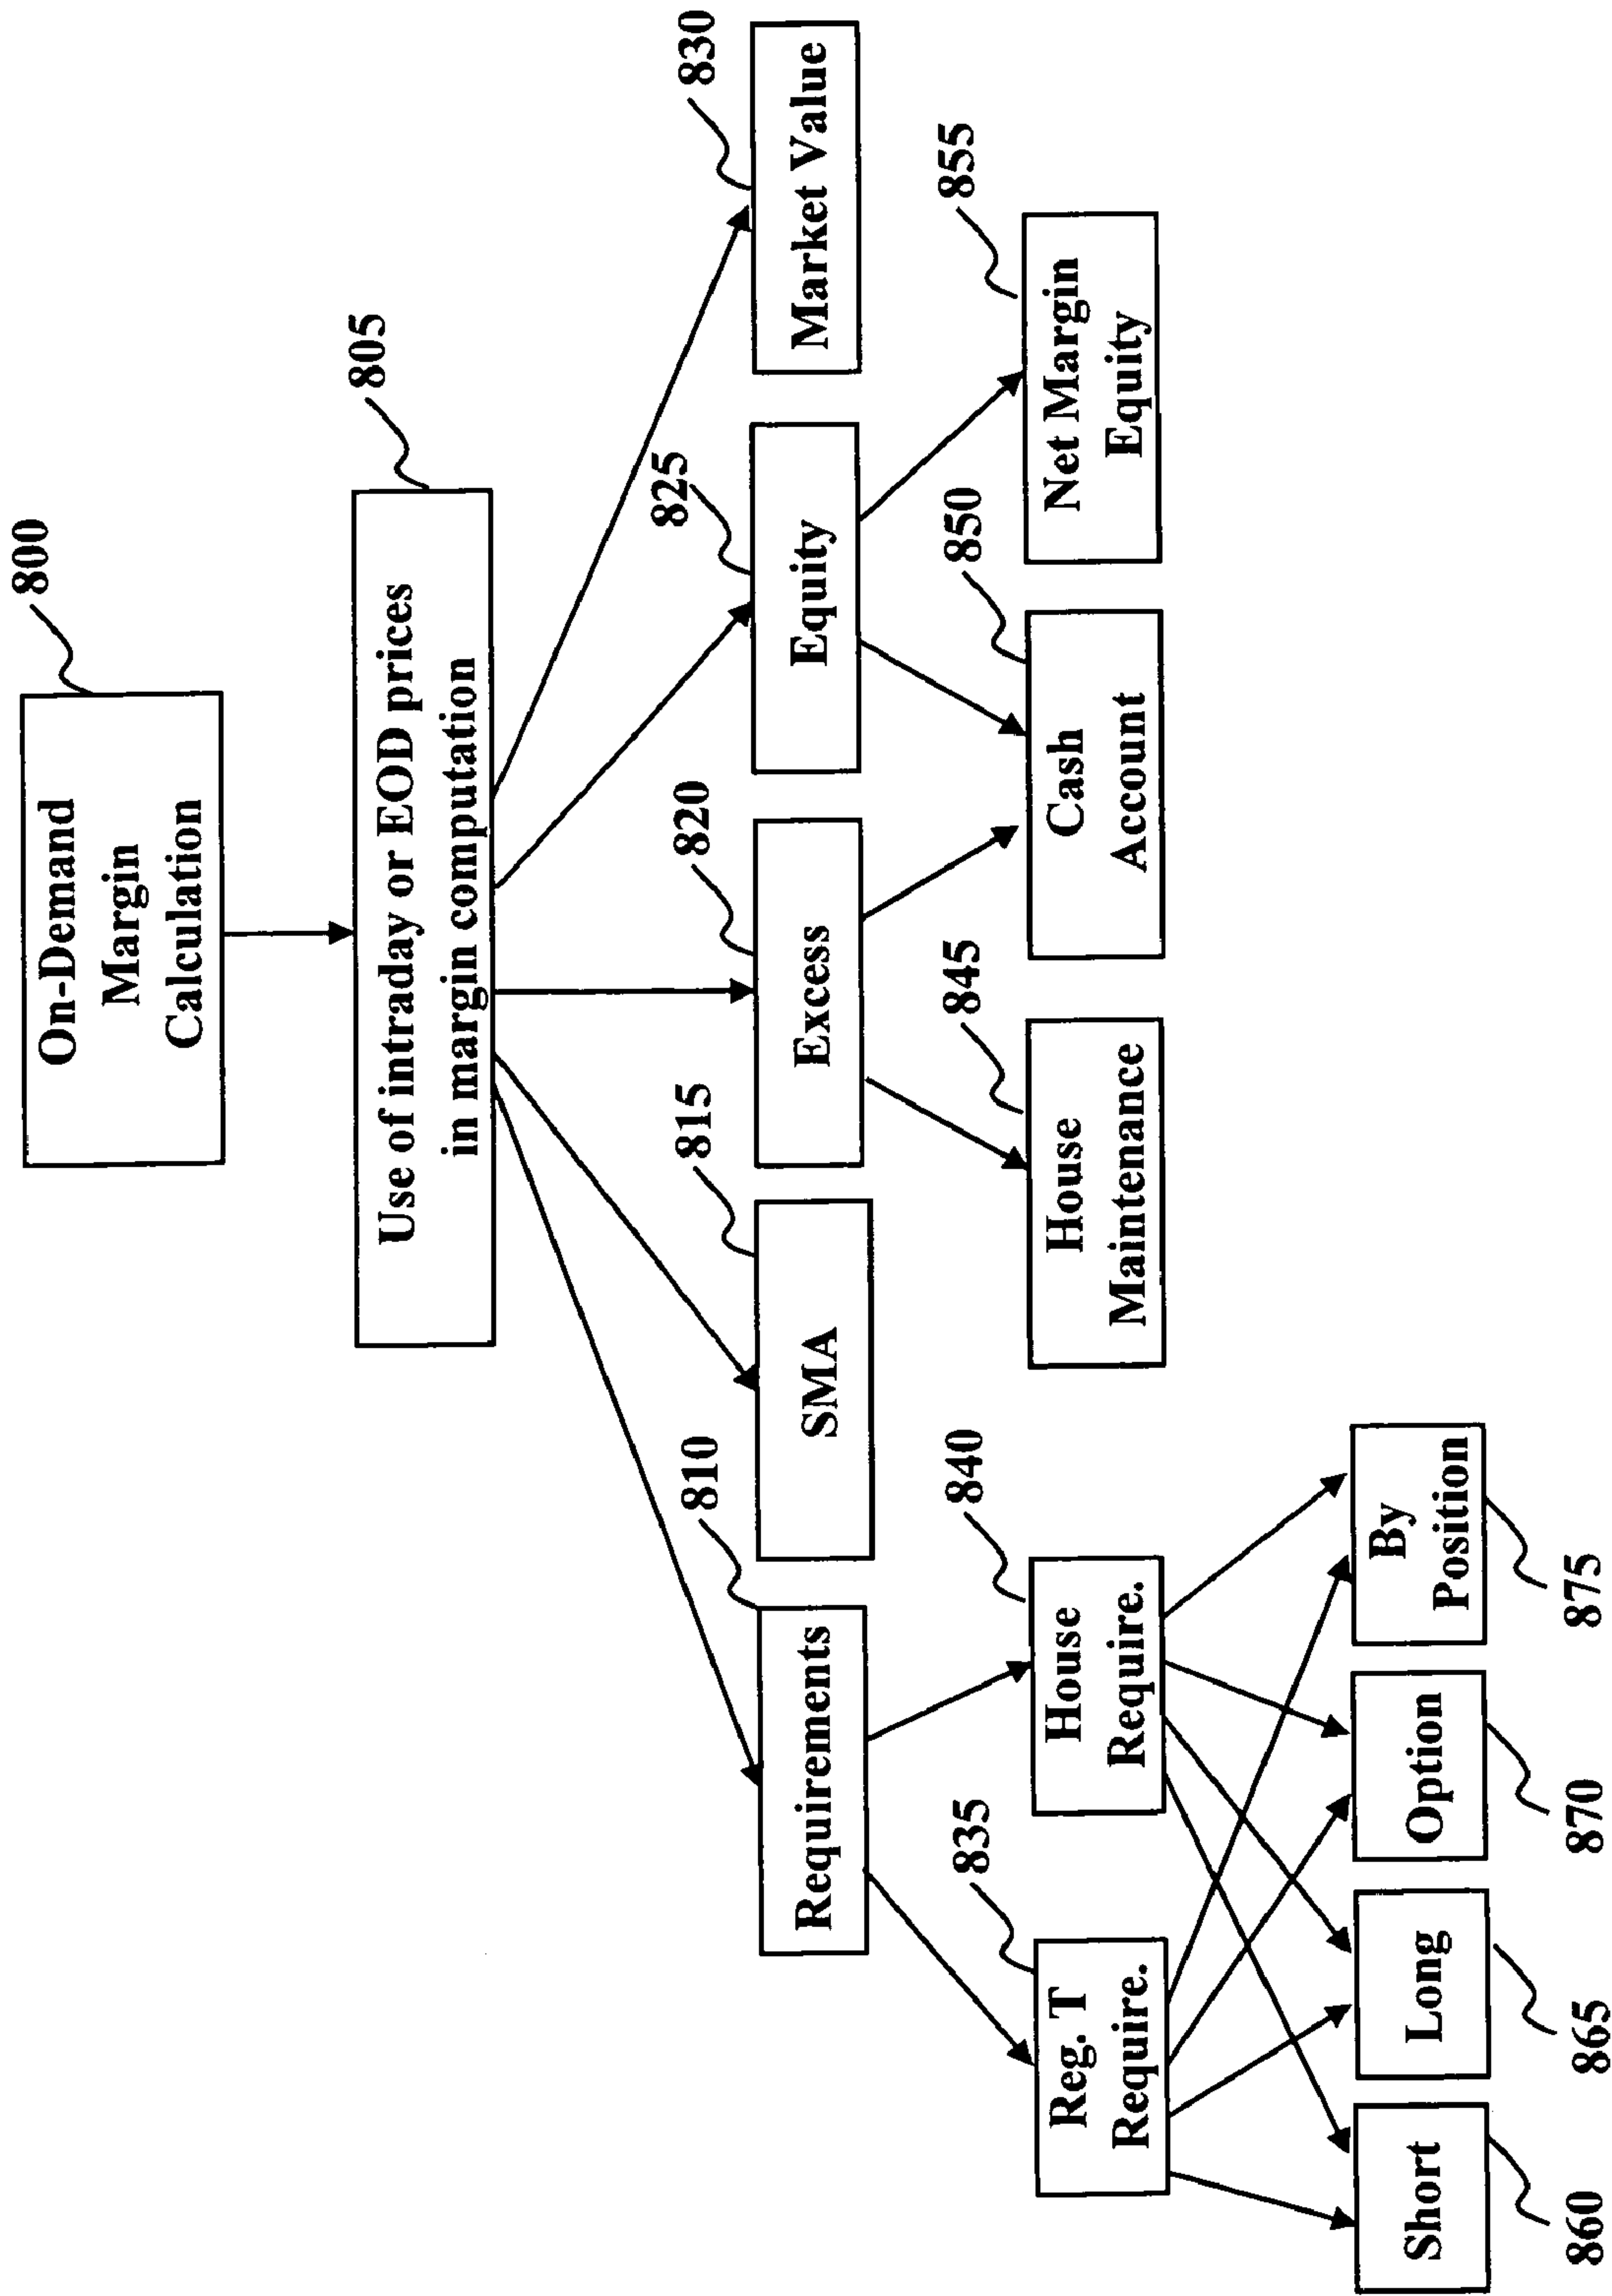 800
On-Demand
Margin
Calculation
805
Use of intraday or EOD prices
in margin computation
810
815
820
825
830
Requirements
SMA
Excess
Equity
Market Value
835
840
845
850
855
Reg. T
Require.
House
Require.
House
Maintenance
Cash
Account
Net Margin
Equity
Short
Long
Option
By
Position
860
865
870
875